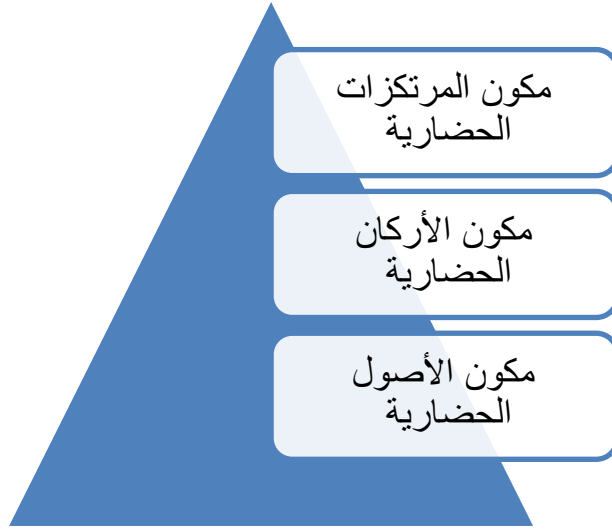 مكون المرتكزات
الحضارية
مكون الأركان
الحضارية
مكون الأصول
الحضارية